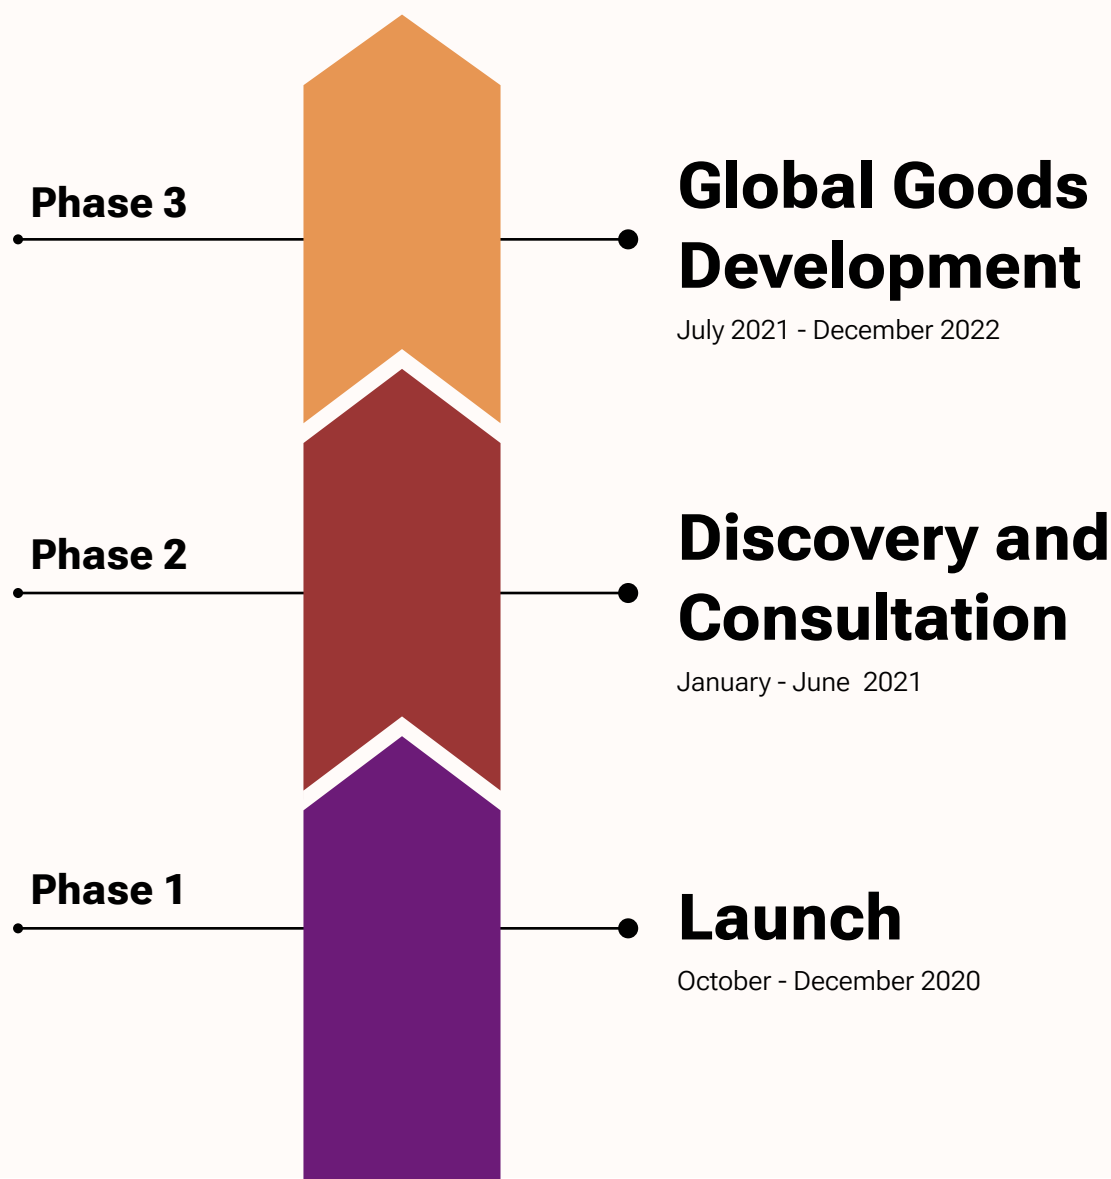 Phase 3
Global Goods
Development
July 2021 - December 2022
Phase 2
Discovery and
Consultation
January - June  2021
Phase 1
Launch
October - December 2020